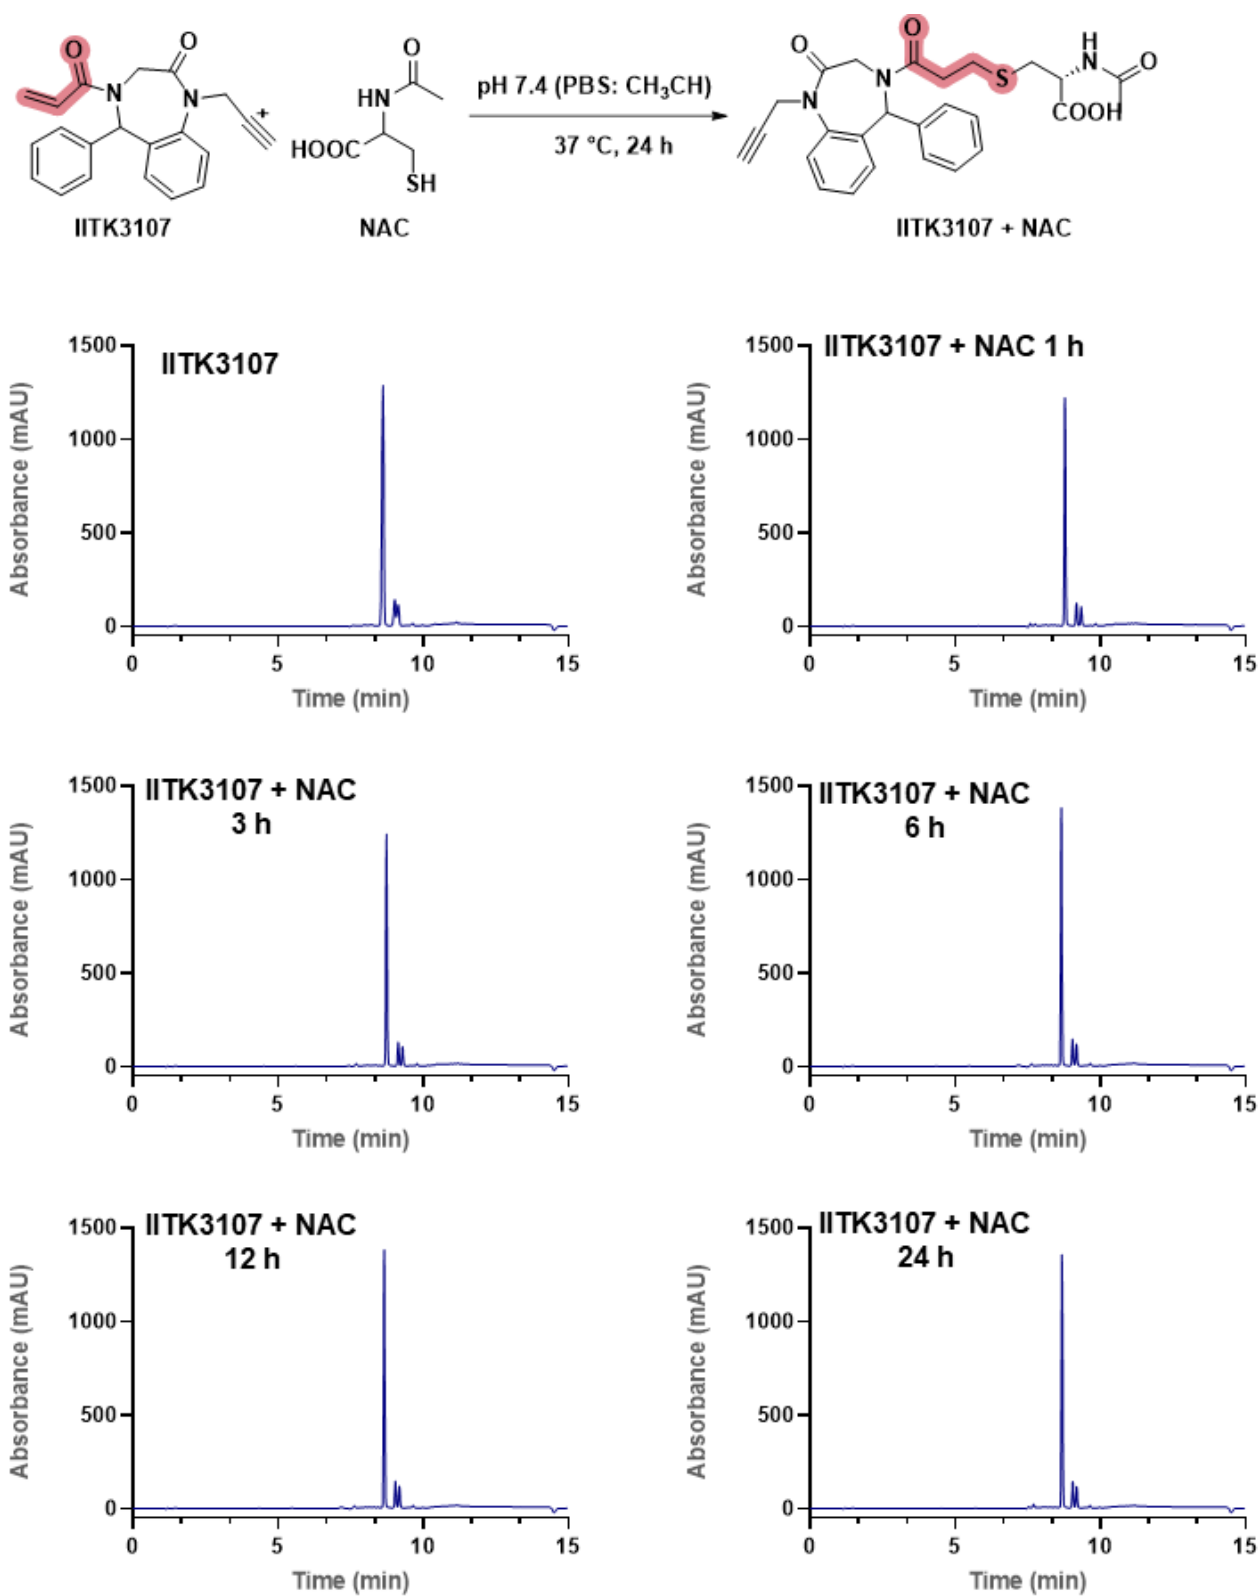 O
O
N
N
+
IITK3107
O
HN
HOOC
SH
NAC
pH 7.4 (PBS: CH₃CH)
37 °C, 24 h
O
O
N
N
S
H
N
O
COOH
IITK3107 + NAC
IITK3107
1500
1000
500
0
Absorbance (mAU)
0 5 10 15
Time (min)
IITK3107 + NAC 1 h
1500
1000
500
0
Absorbance (mAU)
0 5 10 15
Time (min)
IITK3107 + NAC
3 h
1500
1000
500
0
Absorbance (mAU)
0 5 10 15
Time (min)
IITK3107 + NAC
6 h
1500
1000
500
0
Absorbance (mAU)
0 5 10 15
Time (min)
IITK3107 + NAC
12 h
1500
1000
500
0
Absorbance (mAU)
0 5 10 15
Time (min)
IITK3107 + NAC
24 h
1500
1000
500
0
Absorbance (mAU)
0 5 10 15
Time (min)